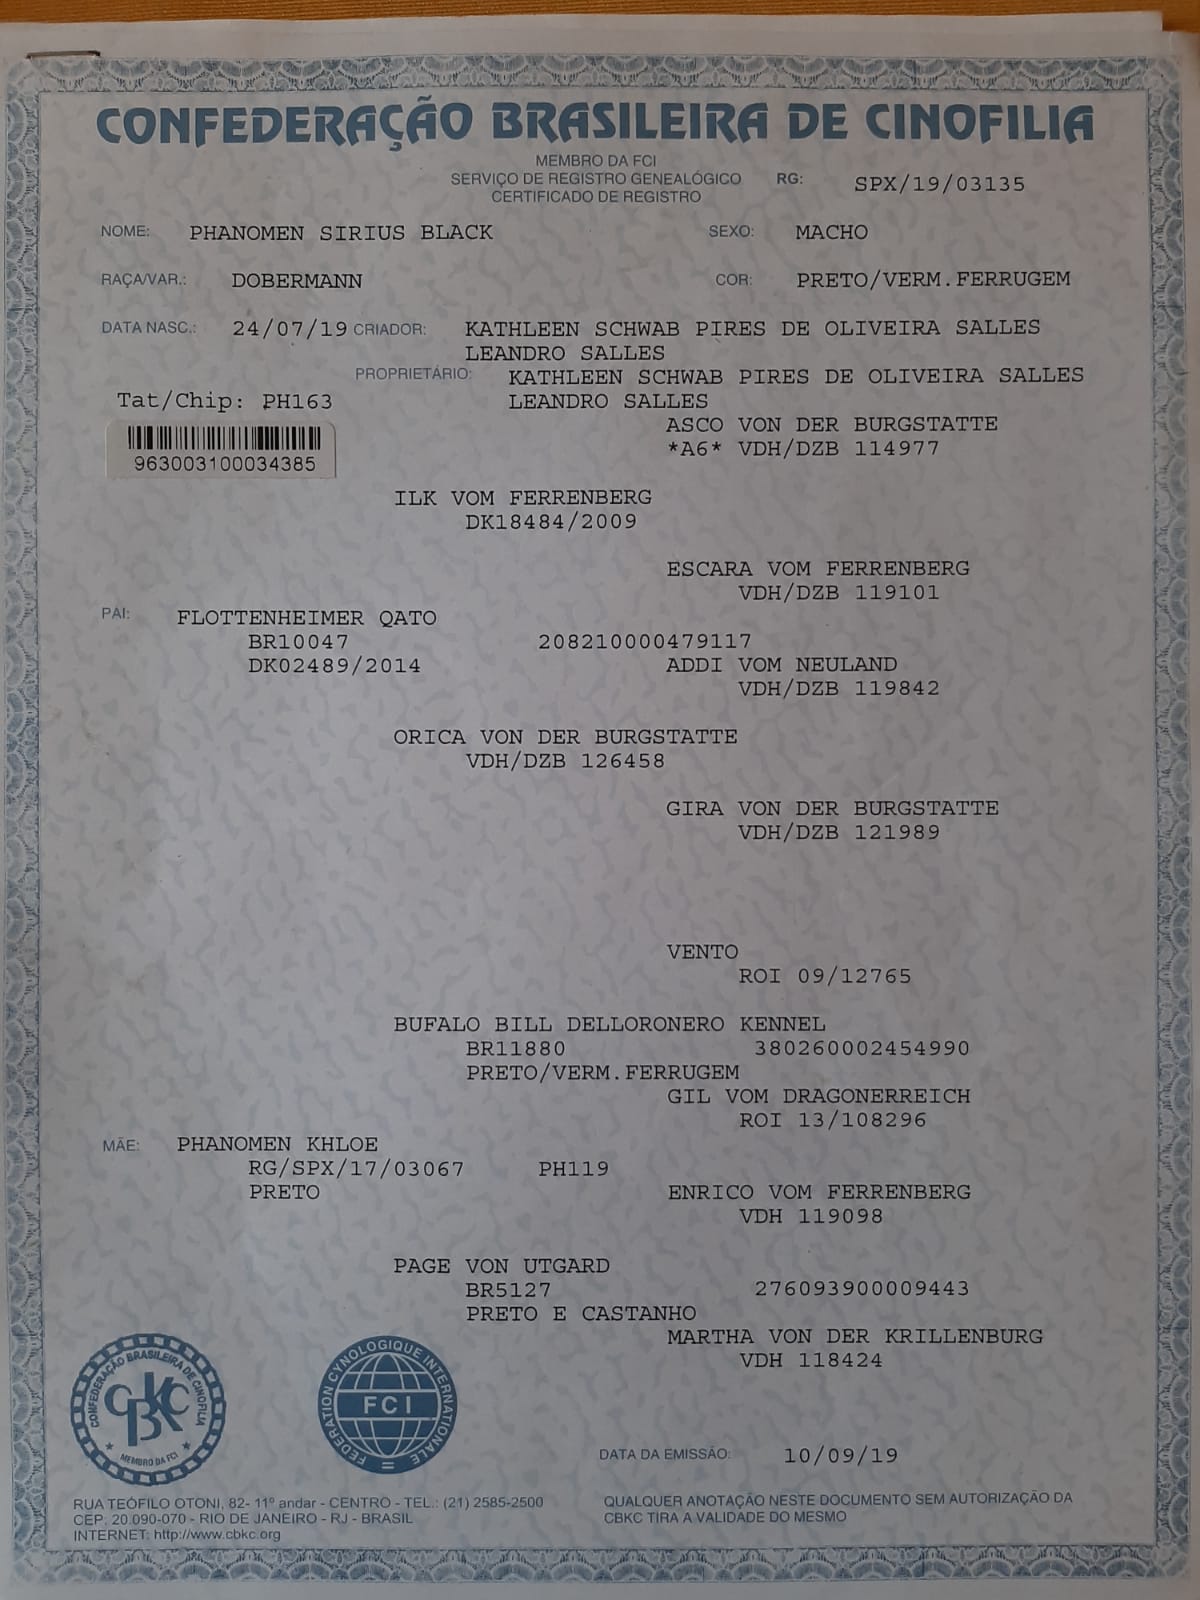 CONFEDERAÇÃO BRASILEIRA DE CINOFILIA
MEMBRO DA FCI
SERVIÇO DE REGISTRO GENEALÓGICO RG: SPX/19/03135
CERTIFICADO DE REGISTRO
NOME: PHANOMEN SIRIUS BLACK SEXO: MACHO
RAÇA/VAR.: DOBERMANN COR: PRETO/VERM.FERRUGEM
DATA NASC.: 24/07/19 CRIADOR: KATHLEEN SCHWAB PIRES DE OLIVEIRA SALLES
LEANDRO SALLES
PROPRIETÁRIO: KATHLEEN SCHWAB PIRES DE OLIVEIRA SALLES
Tat/Chip: PH163 LEANDRO SALLES
ASCO VON DER BURGSTATTE
*A6* VDH/DZB 114977
963003100034385
ILK VOM FERRENBERG
DK18484/2009
ESCARA VOM FERRENBERG
VDH/DZB 119101
PAI: FLOTTENHEIMER QATO
BR10047 208210000479117
DK02489/2014 ADDI VOM NEULAND
VDH/DZB 119842
ORICA VON DER BURGSTATTE
VDH/DZB 126458
GIRA VON DER BURGSTATTE
VDH/DZB 121989
VENTO
ROI 09/12765
BUFALO BILL DELLORONERO KENNEL
BR11880 380260002454990
PRETO/VERM.FERRUGEM
GIL VOM DRAGONERREICH
ROI 13/108296
MÃE: PHANOMEN KHLOE
RG/SPX/17/03067 PH119
PRETO ENRICO VOM FERRENBERG
VDH 119098
PAGE VON UTGARD
BR5127 276093900009443
PRETO E CASTANHO
MARTHA VON DER KRILLENBURG
VDH 118424
CONFEDERAÇÃO BRASILEIRA DE CINOFILIA
CBKC
MEMBRO DA FCI
FEDERATION CYNOLOGIQUE INTERNATIONALE
FCI
DATA DA EMISSÃO: 10/09/19
RUA TEÓFILO OTONI, 82- 11º andar - CENTRO - TEL.: (21) 2585-2500
CEP. 20.090-070 - RIO DE JANEIRO - RJ - BRASIL
INTERNET: http://www.cbkc.org
QUALQUER ANOTAÇÃO NESTE DOCUMENTO SEM AUTORIZAÇÃO DA
CBKC TIRA A VALIDADE DO MESMO